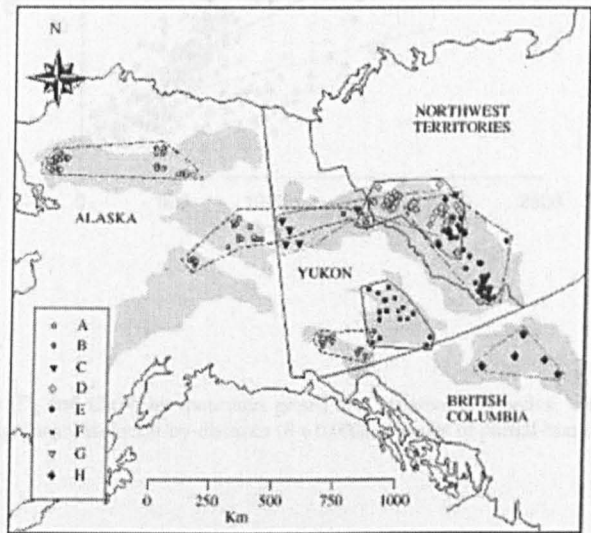 N
NORTHWEST
TERRITORIES
ALASKA
YUKON
BRITISH
COLUMBIA
A
B
C
D
E
F
G
H
0 250 500 750 1000
Km